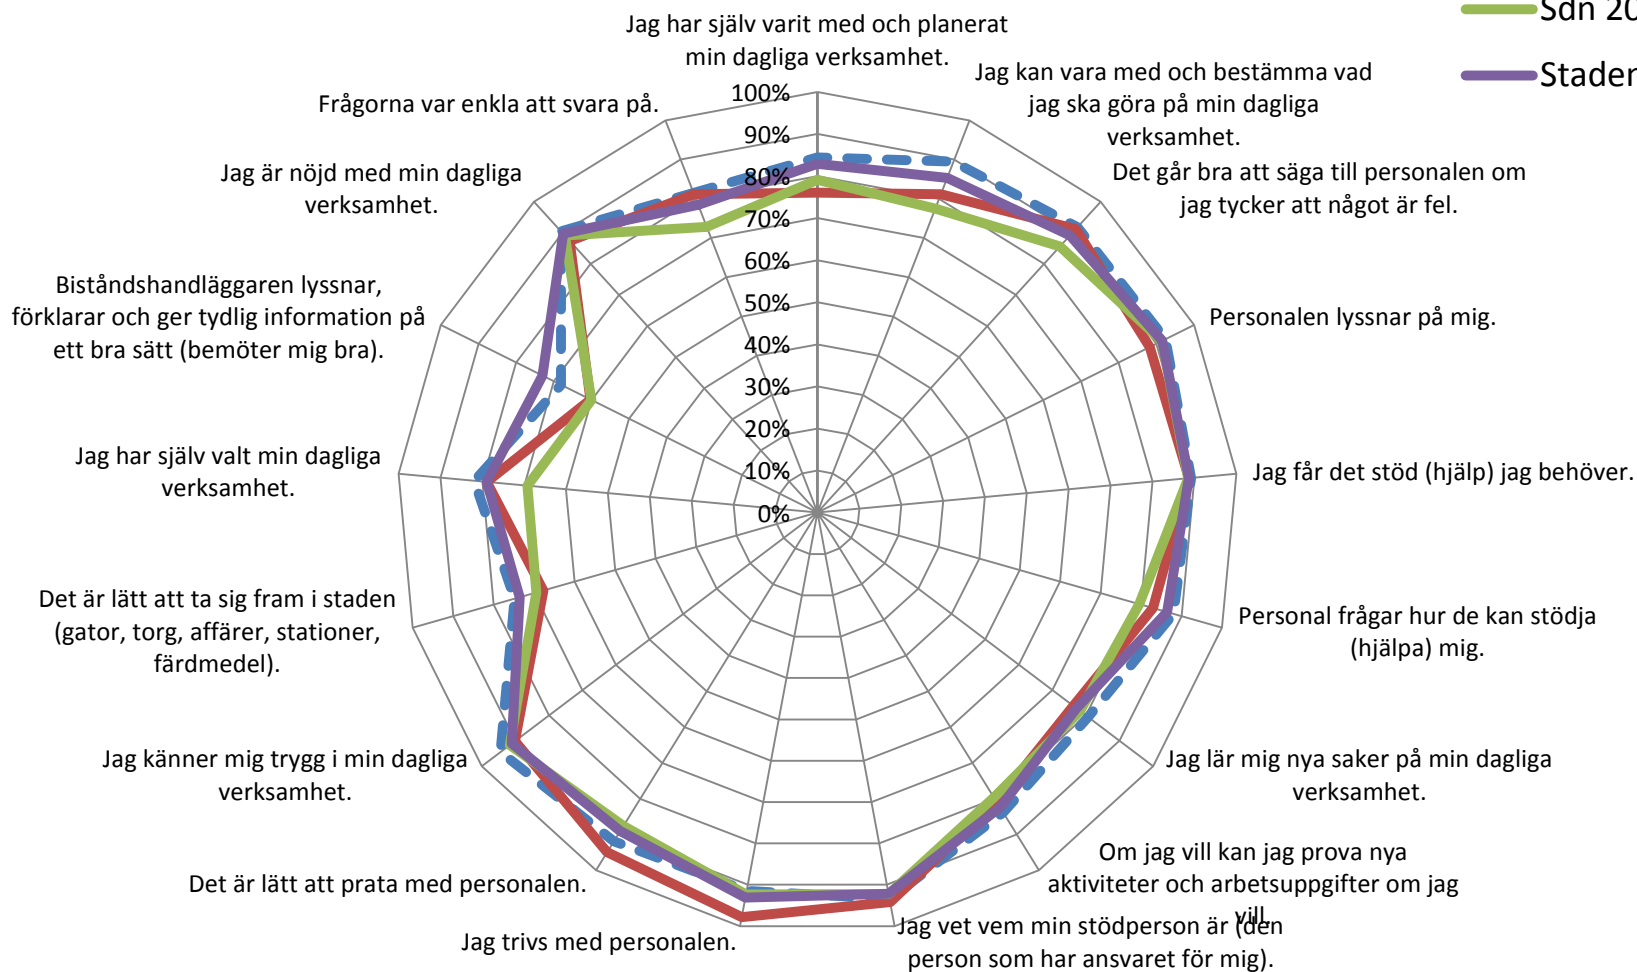 Jag har själv varit med och planerat
min dagliga verksamhet.
Sdn 20
Staden
Jag kan vara med och bestämma vad
jag ska göra på min dagliga
verksamhet.
Det går bra att säga till personalen om
jag tycker att något är fel.
Personalen lyssnar på mig.
Jag får det stöd (hjälp) jag behöver.
Personal frågar hur de kan stödja
(hjälpa) mig.
Jag lär mig nya saker på min dagliga
verksamhet.
Om jag vill kan jag prova nya
aktiviteter och arbetsuppgifter om jag
vill.
Jag vet vem min stödperson är (den
person som har ansvaret för mig).
Jag trivs med personalen.
Det är lätt att prata med personalen.
Jag känner mig trygg i min dagliga
verksamhet.
Det är lätt att ta sig fram i staden
(gator, torg, affärer, stationer,
färdmedel).
Jag har själv valt min dagliga
verksamhet.
Biståndshandläggaren lyssnar,
förklarar och ger tydlig information på
ett bra sätt (bemöter mig bra).
Jag är nöjd med min dagliga
verksamhet.
Frågorna var enkla att svara på.
100%
90%
80%
70%
60%
50%
40%
30%
20%
10%
0%